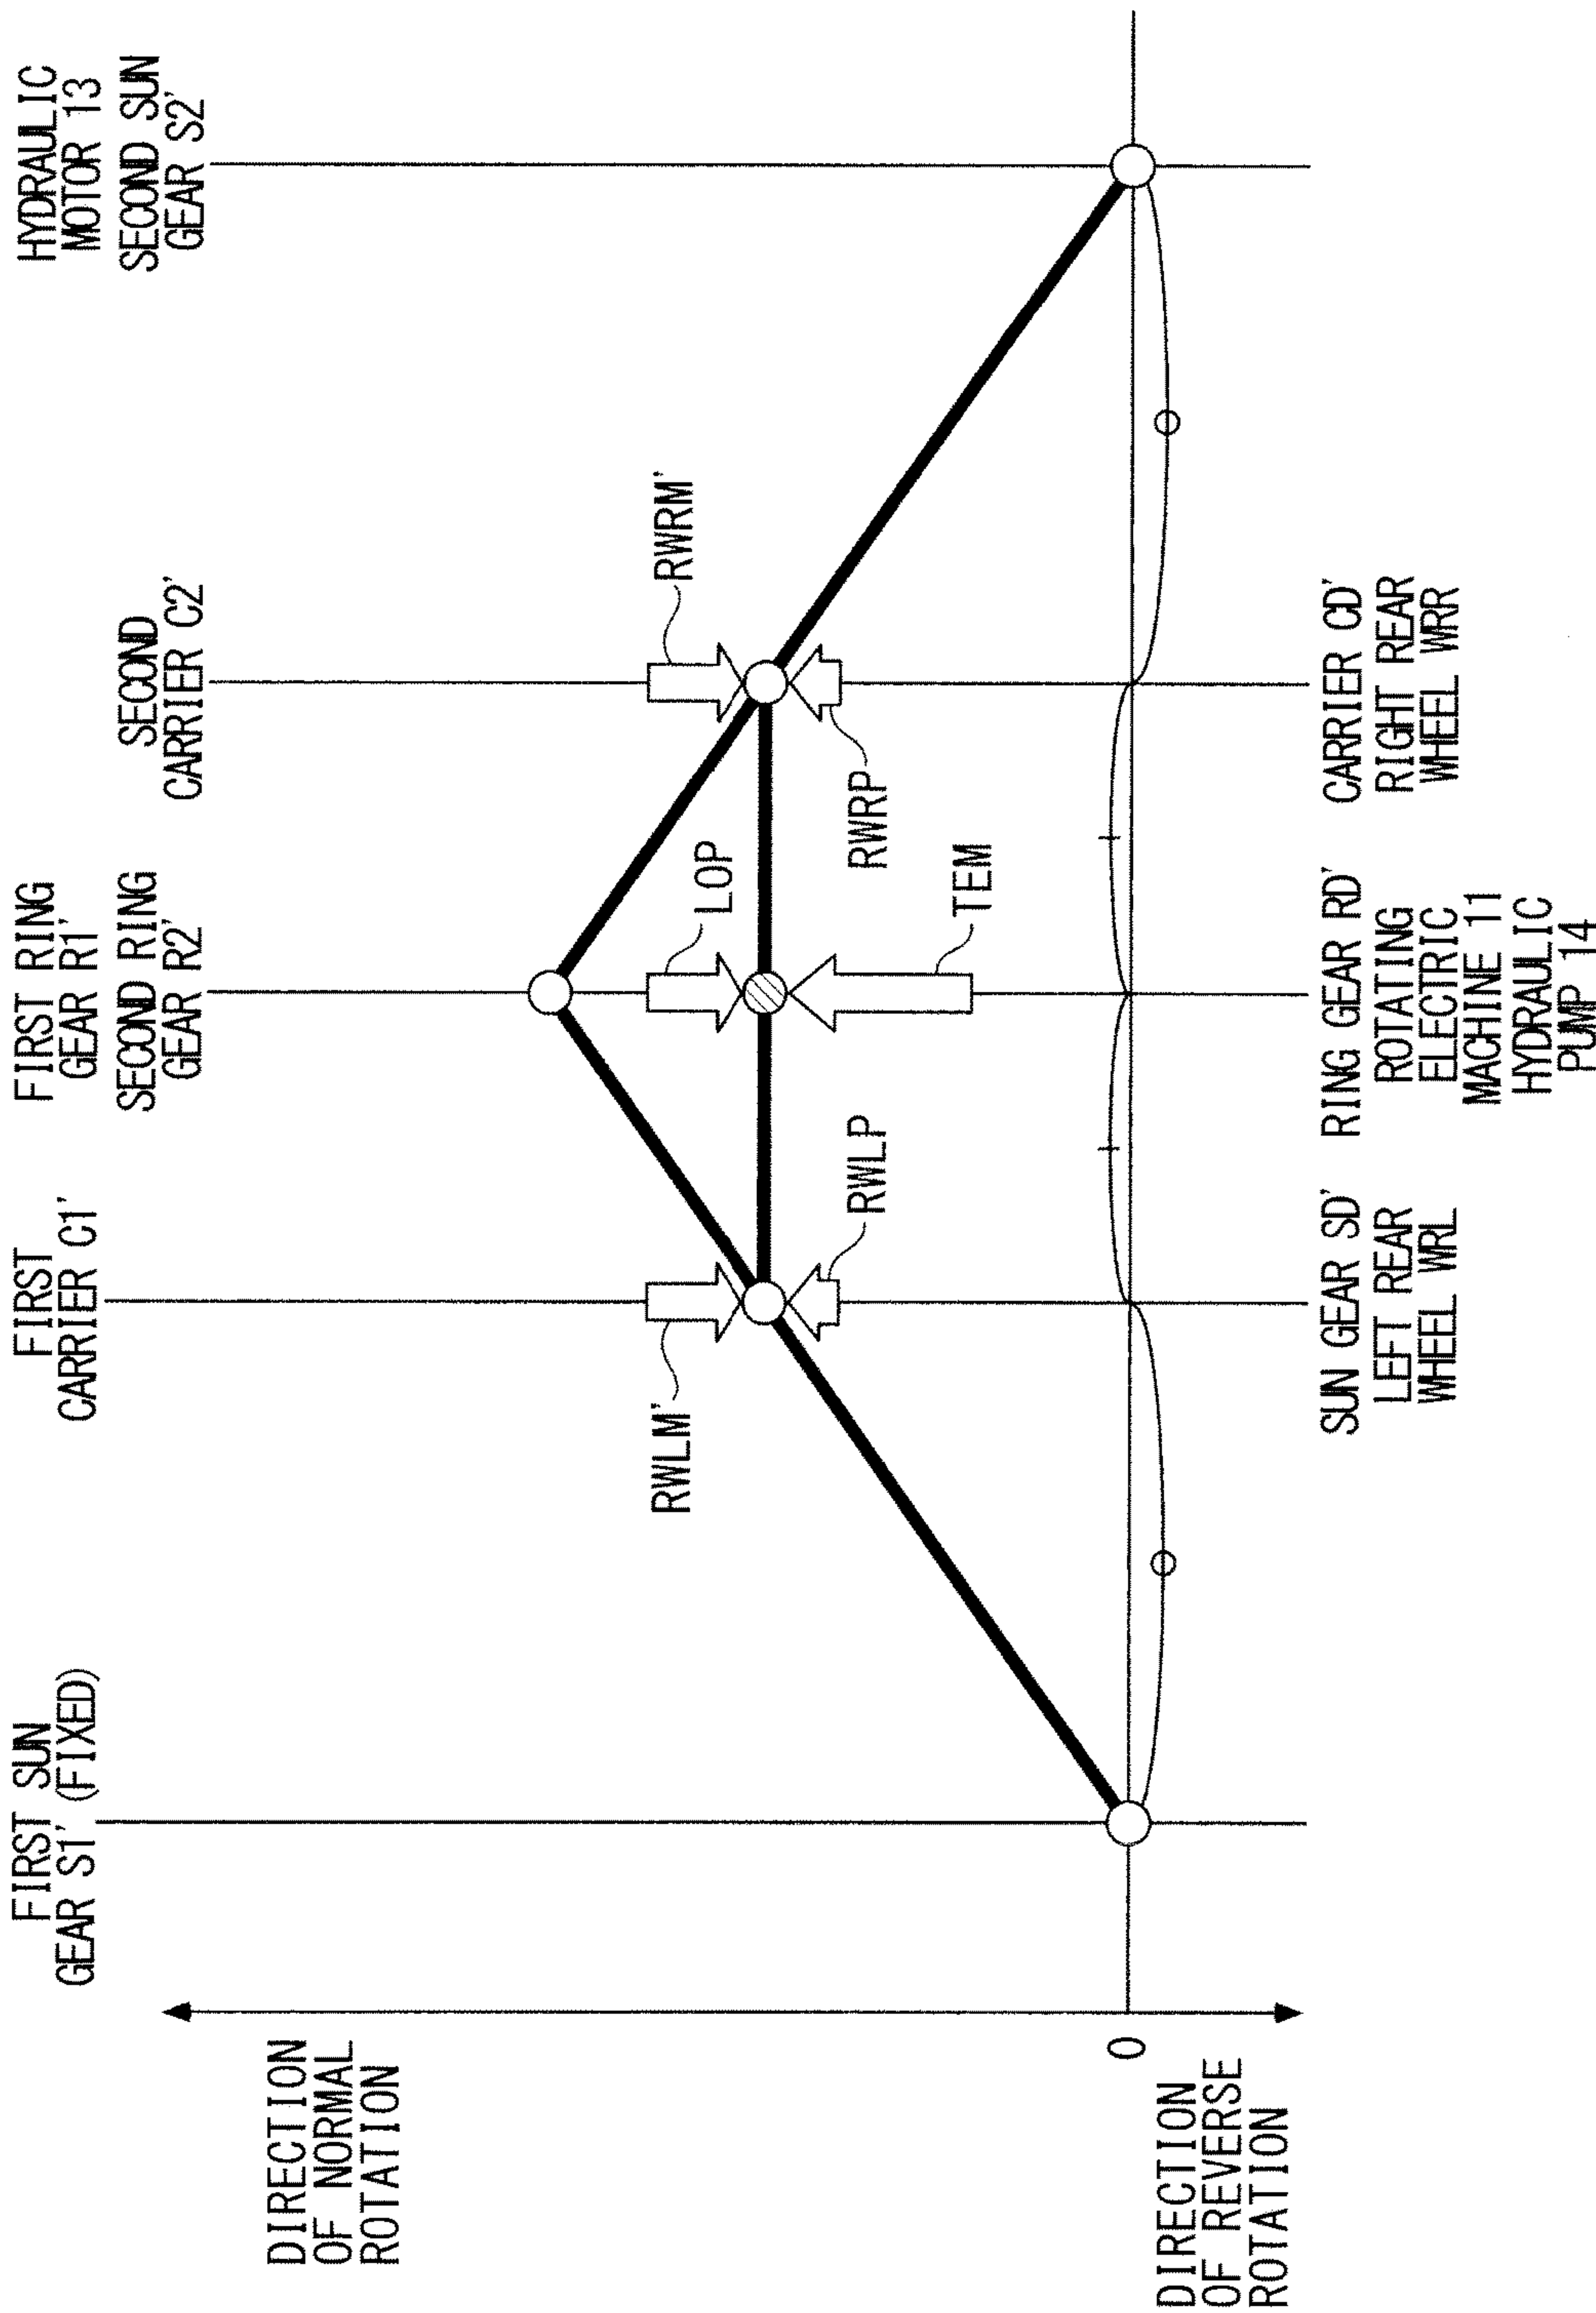 DIRECTION
OF NORMAL
ROTATION
0
DIRECTION
OF REVERSE
ROTATION
FIRST SUN
GEAR S1' (FIXED)
FIRST
CARRIER C1'
FIRST RING
GEAR R1'
SECOND RING
GEAR R2'
SECOND
CARRIER C2'
HYDRAULIC
MOTOR 13
SECOND SUN
GEAR S2'
RWLM'
LOP
RWRM'
RWLP
RWRP
TEM
SUN GEAR SD'
LEFT REAR
WHEEL WRL
RING GEAR RD'
ROTATING
ELECTRIC
MACHINE 11
HYDRAULIC
PUMP 14
CARRIER CD'
RIGHT REAR
WHEEL WRR